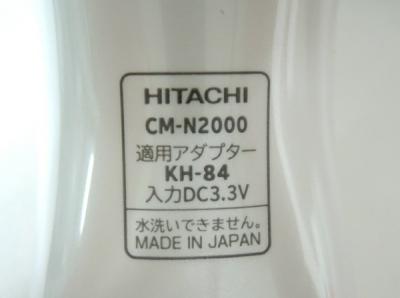 HITACHI
CM-N2000
適用アダプター
KH-84
入力DC3.3V
水洗いできません。
MADE IN JAPAN